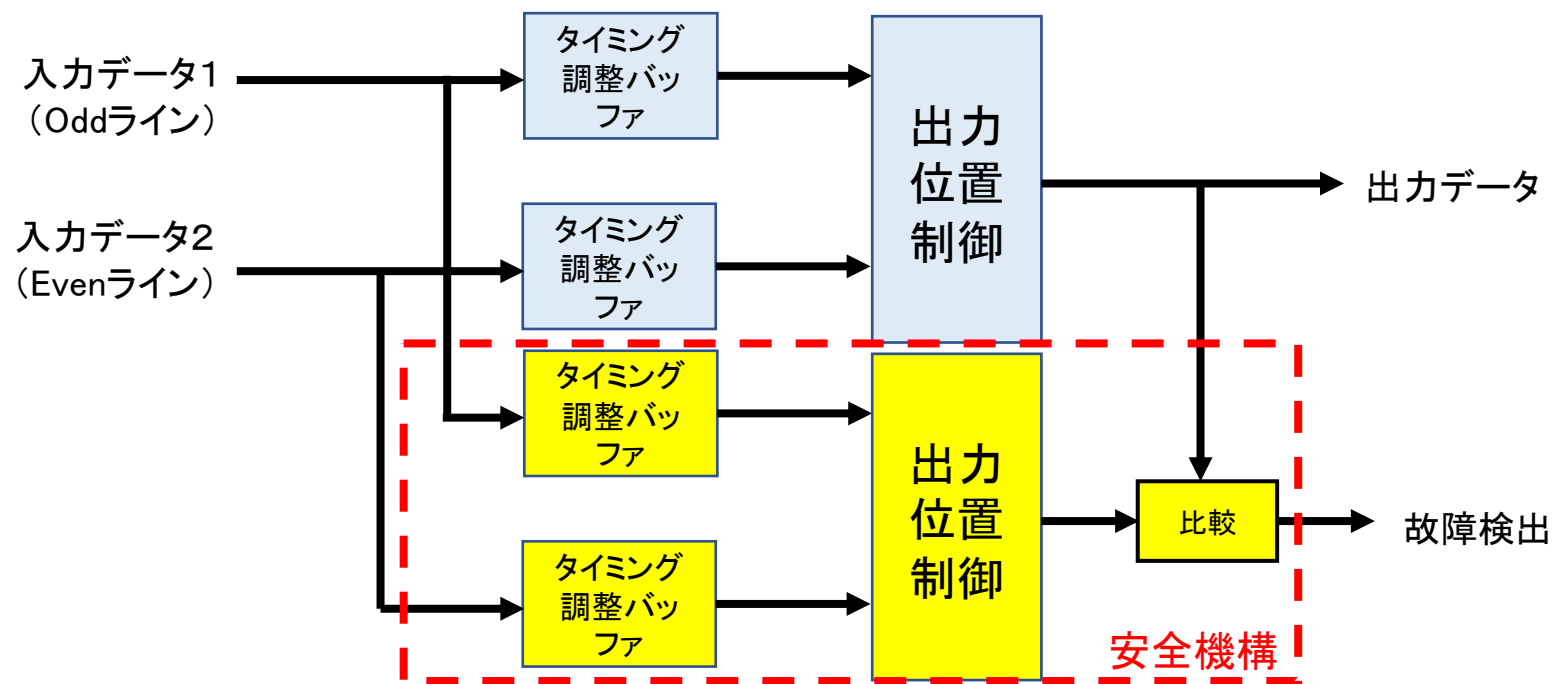 入力データ1
（Oddライン）
タイミング
調整バッ
ファ
入力データ2
（Evenライン）
タイミング
調整バッ
ファ
出力
位置
制御
出力データ
タイミング
調整バッ
ファ
タイミング
調整バッ
ファ
出力
位置
制御
比較
故障検出
安全機構